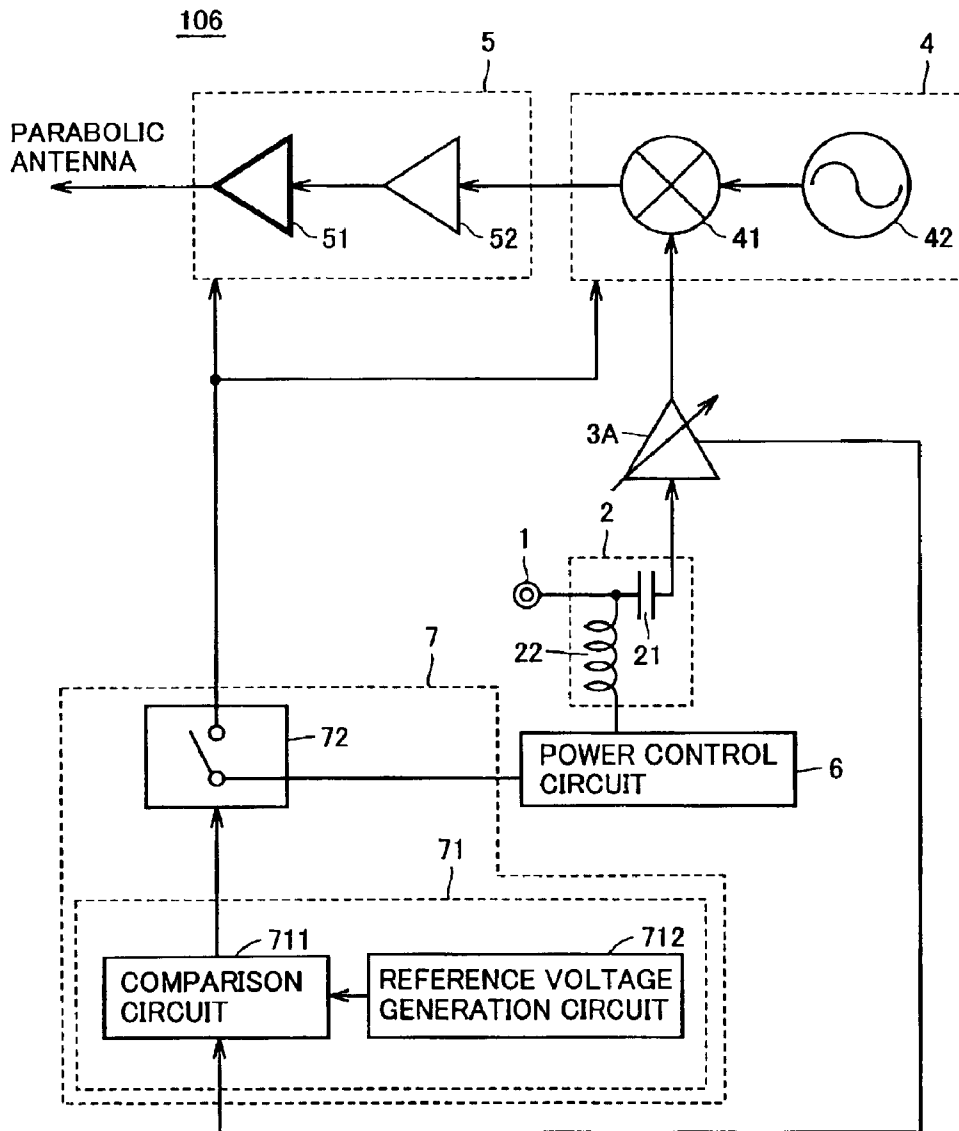 106
5
4
PARABOLIC
ANTENNA
51
52
41
42
3A
2
1
22
21
7
72
POWER CONTROL
CIRCUIT
6
71
711
712
COMPARISON
CIRCUIT
REFERENCE VOLTAGE
GENERATION CIRCUIT